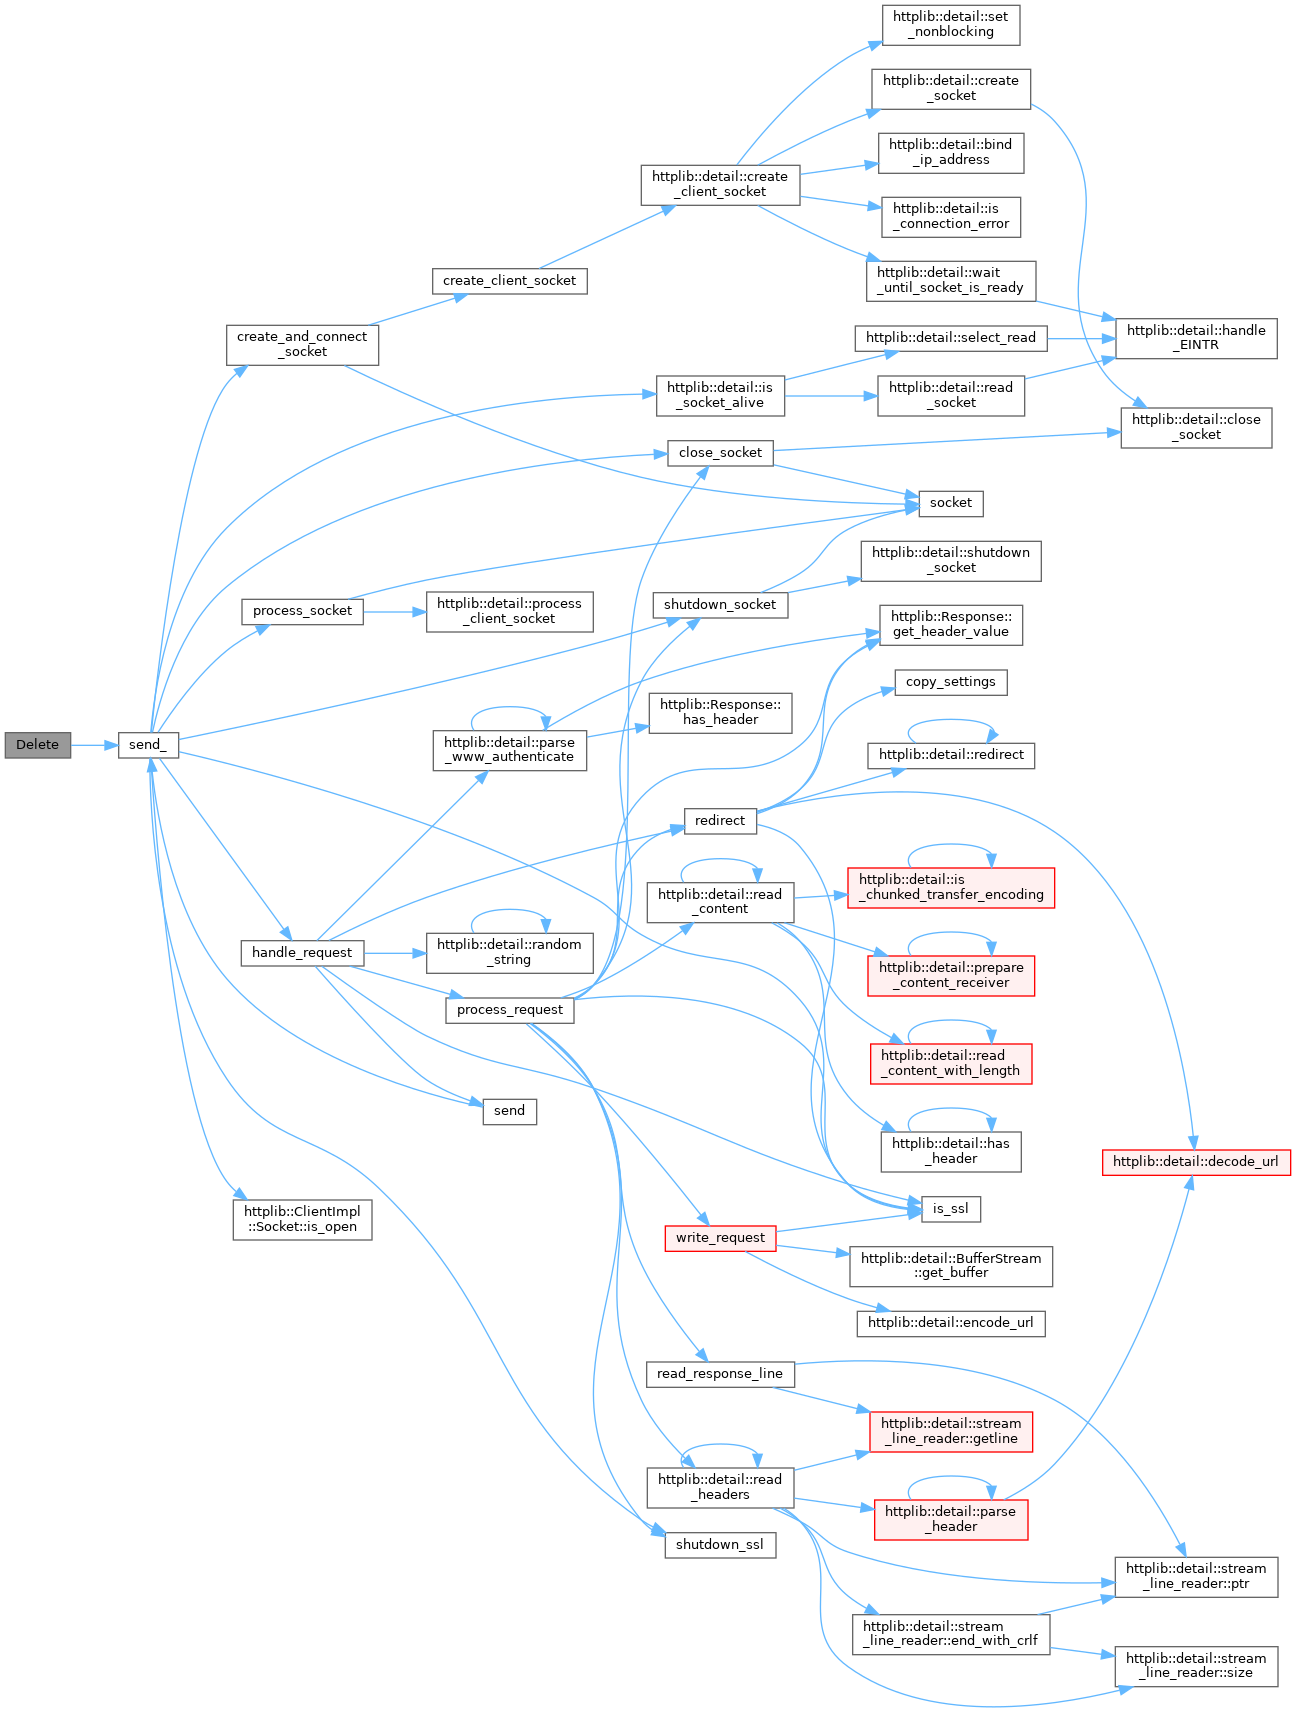 Delete
send_
create_and_connect
_socket
process_socket
handle_request
httplib::ClientImpl
::Socket::is_open
create_client_socket
httplib::detail::process
_client_socket
httplib::detail::parse
_www_authenticate
httplib::detail::random
_string
process_request
send
httplib::detail::create
_client_socket
httplib::detail::is
_socket_alive
close_socket
shutdown_socket
httplib::Response::
has_header
redirect
httplib::detail::read
_content
write_request
read_response_line
httplib::detail::read
_headers
shutdown_ssl
httplib::detail::set
_nonblocking
httplib::detail::create
_socket
httplib::detail::bind
_ip_address
httplib::detail::is
_connection_error
httplib::detail::wait
_until_socket_is_ready
httplib::detail::select_read
httplib::detail::read
_socket
socket
httplib::detail::shutdown
_socket
httplib::Response::
get_header_value
copy_settings
httplib::detail::redirect
httplib::detail::is
_chunked_transfer_encoding
httplib::detail::prepare
_content_receiver
httplib::detail::read
_content_with_length
httplib::detail::has
_header
is_ssl
httplib::detail::BufferStream
::get_buffer
httplib::detail::encode_url
httplib::detail::stream
_line_reader::getline
httplib::detail::parse
_header
httplib::detail::stream
_line_reader::end_with_crlf
httplib::detail::handle
_EINTR
httplib::detail::close
_socket
httplib::detail::decode_url
httplib::detail::stream
_line_reader::ptr
httplib::detail::stream
_line_reader::size